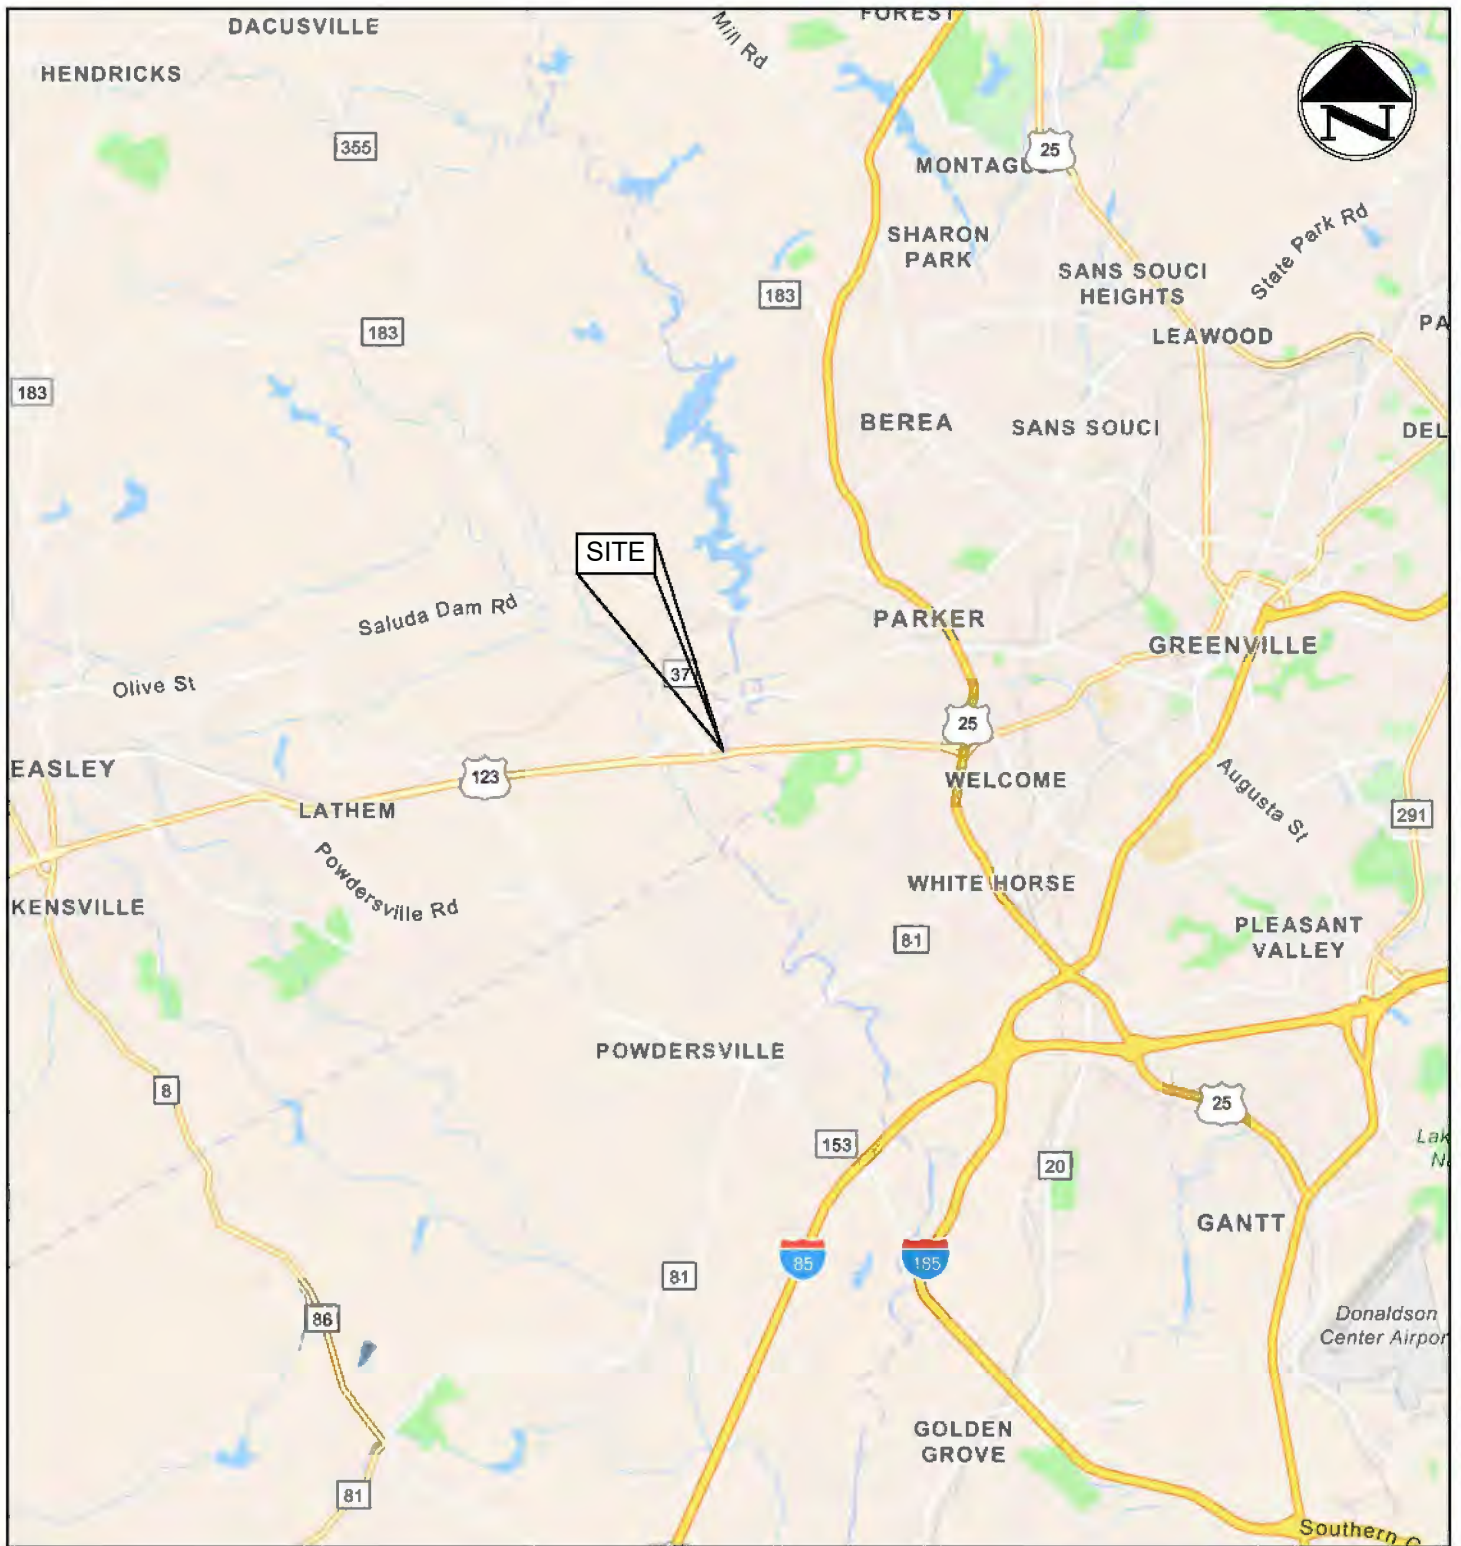 DACUSVILLE
Mill Rd
FOREST
HENDRICKS
N
355
25
MONTAGU
SHARON
PARK
State Park Rd
SANS SOUCI
HEIGHTS
183
183
LEAWOOD
PA
183
BEREA
SANS SOUCI
DEL
SITE
Saluda Dam Rd
PARKER
GREENVILLE
37
Olive St
25
EASLEY
123
WELCOME
LATHEM
Augusta St
291
Powdersville Rd
WHITE HORSE
KENSVILLE
81
PLEASANT
VALLEY
POWDERSVILLE
8
25
153
Lak
20
GANTT
85
185
81
86
Donaldson
Center Airpor
GOLDEN
GROVE
81
Southern